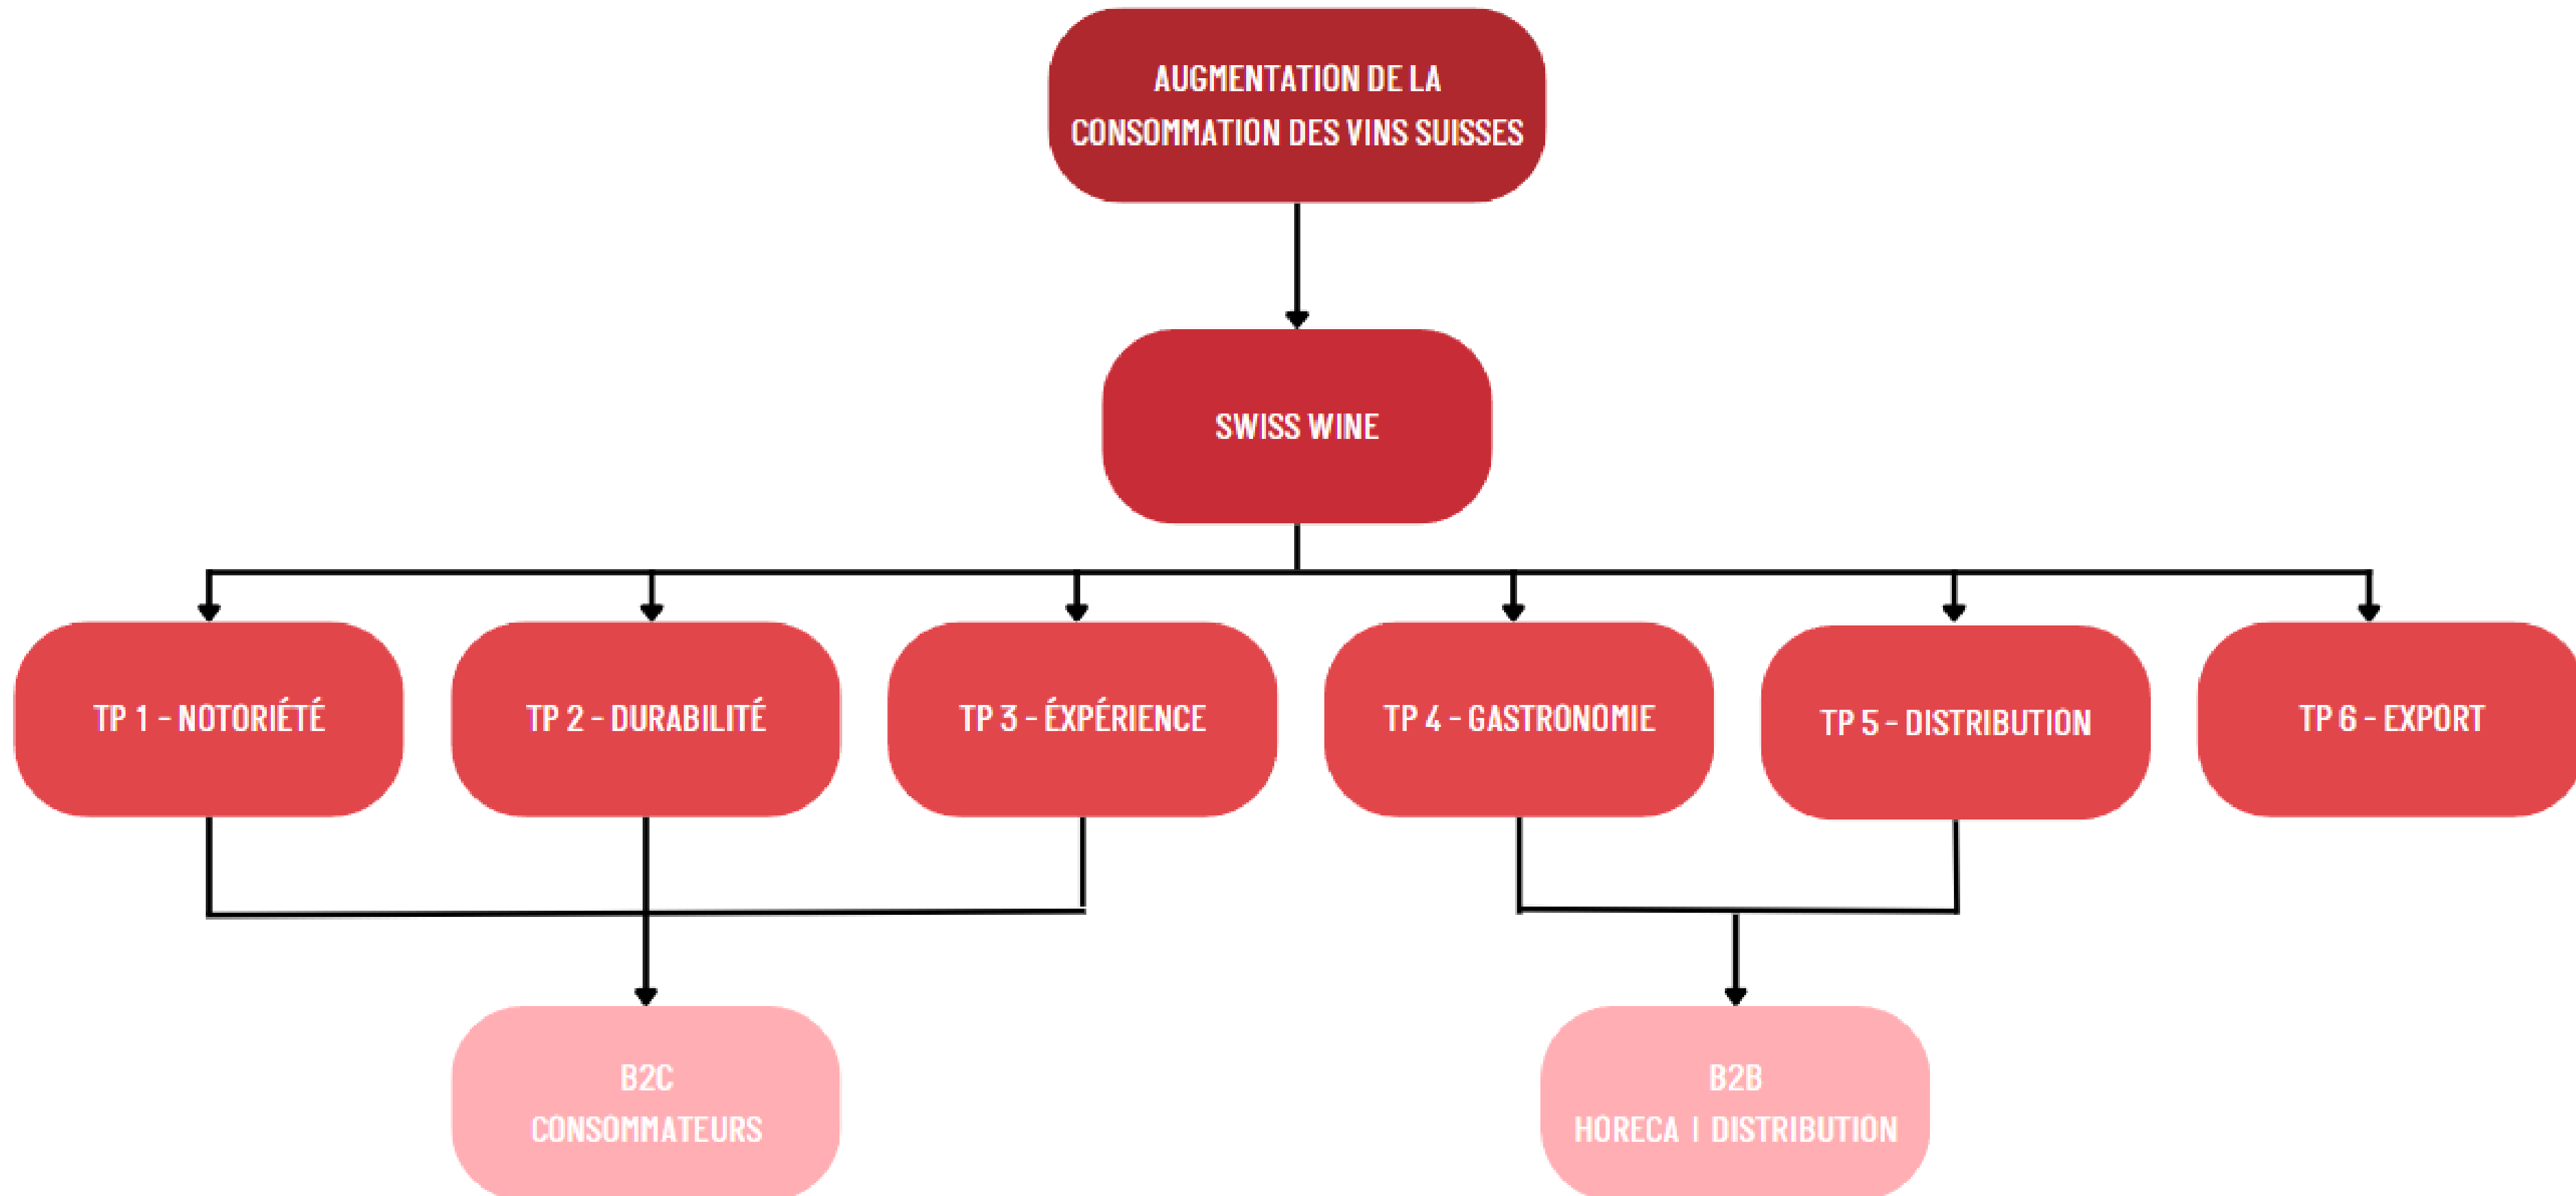 AUGMENTATION DE LA
CONSOMMATION DES VINS SUISSES
SWISS WINE
TP 1 - NOTORIÉTÉ
TP 2 - DURABILITÉ
TP 3 - ÉXPÉRIENCE
TP 4 - GASTRONOMIE
TP 5 - DISTRIBUTION
TP 6 - EXPORT
B2C
CONSOMMATEURS
B2B
HORECA | DISTRIBUTION